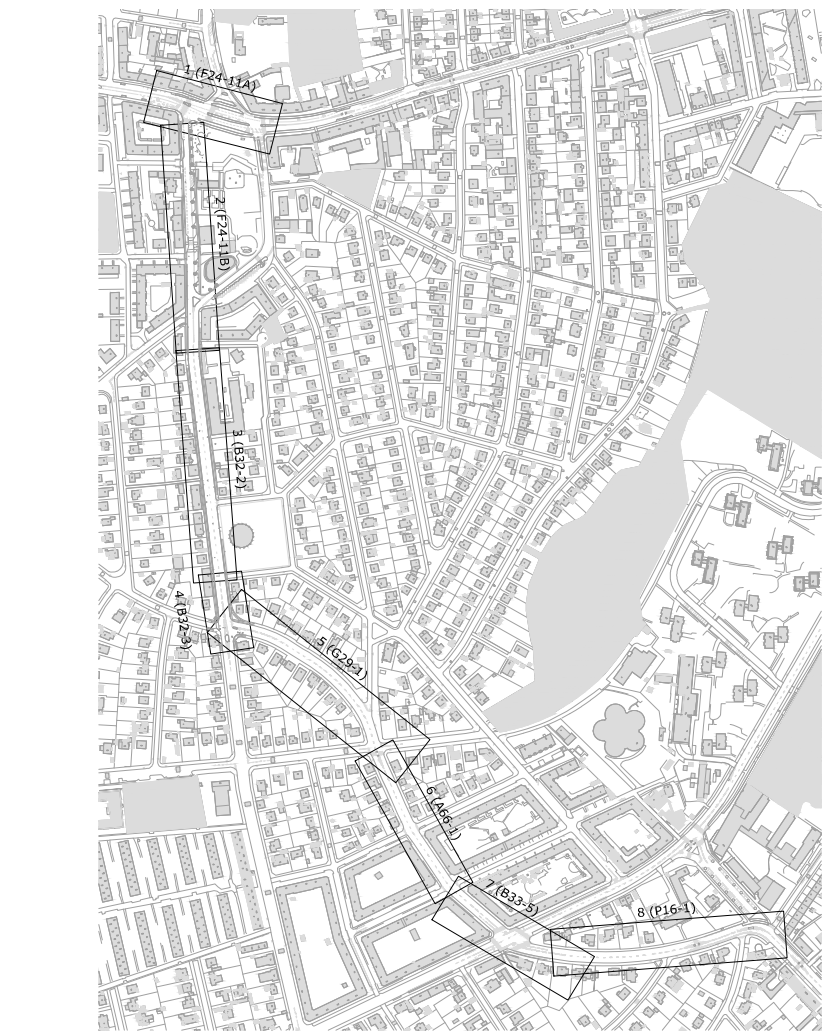 1 (F24-11A)
2 (F24-11B)
3 (B32-2)
4 (B32-3)
5 (G29-1)
6 (A66-1)
7 (B33-5)
8 (P16-1)